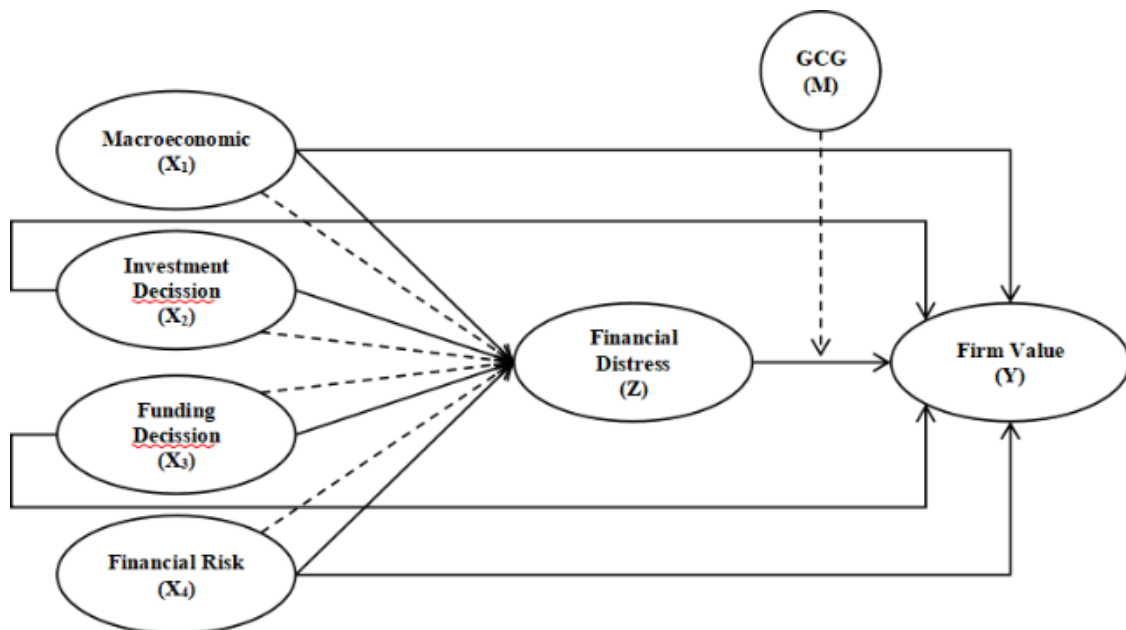 GCG
(M)
Macroeconomic
(X₁)
Investment
Decission
(X₂)
Funding
Decission
(X₃)
Financial Risk
(X₄)
Financial
Distress
(Z)
Firm Value
(Y)